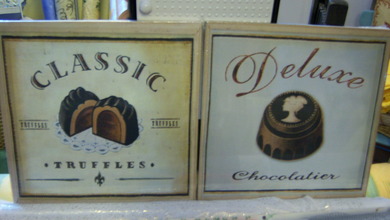 CLASSIC
TRUFFLES TRUFFLES
• TRUFFLES •
Deluxe
Chocolatier